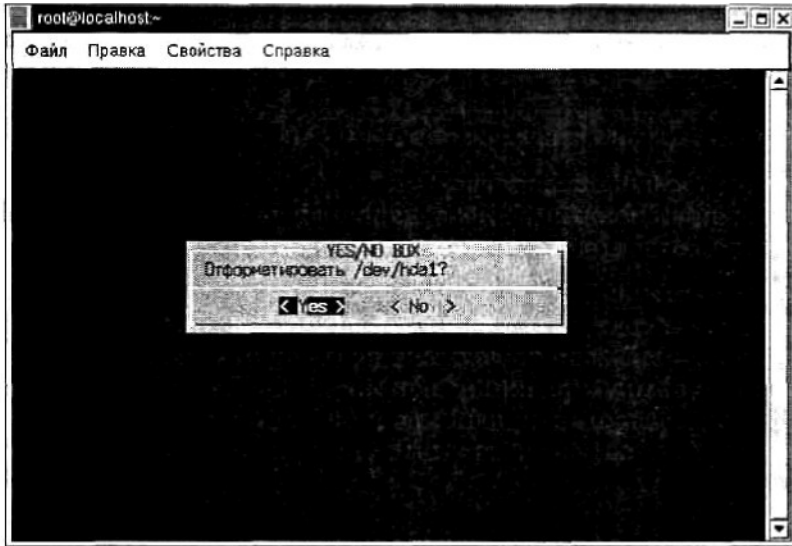 root@localhost:~
Файл Правка Свойства Справка
YES/NO BOX
Отформатировать /dev/hda1?
< Yes > < No >